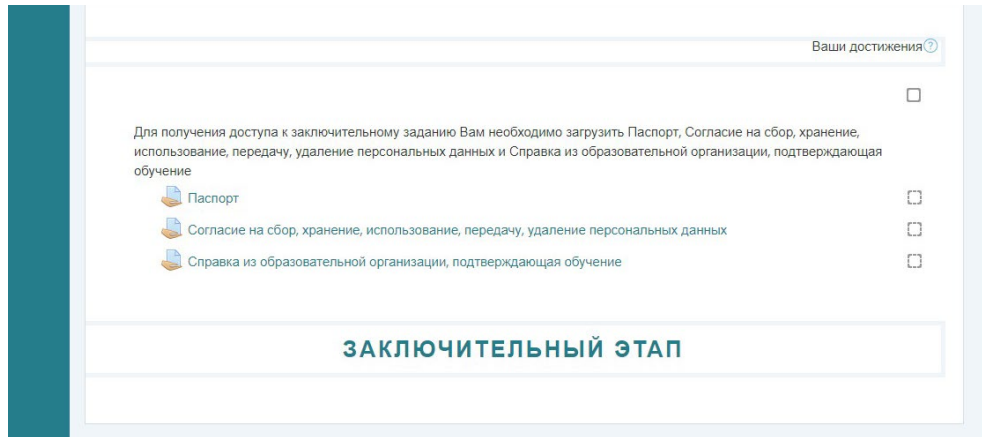 Ваши достижения
Для получения доступа к заключительному заданию Вам необходимо загрузить Паспорт, Согласие на сбор, хранение,
использование, передачу, удаление персональных данных и Справка из образовательной организации, подтверждающая
обучение
Паспорт
Согласие на сбор, хранение, использование, передачу, удаление персональных данных
Справка из образовательной организации, подтверждающая обучение
ЗАКЛЮЧИТЕЛЬНЫЙ ЭТАП